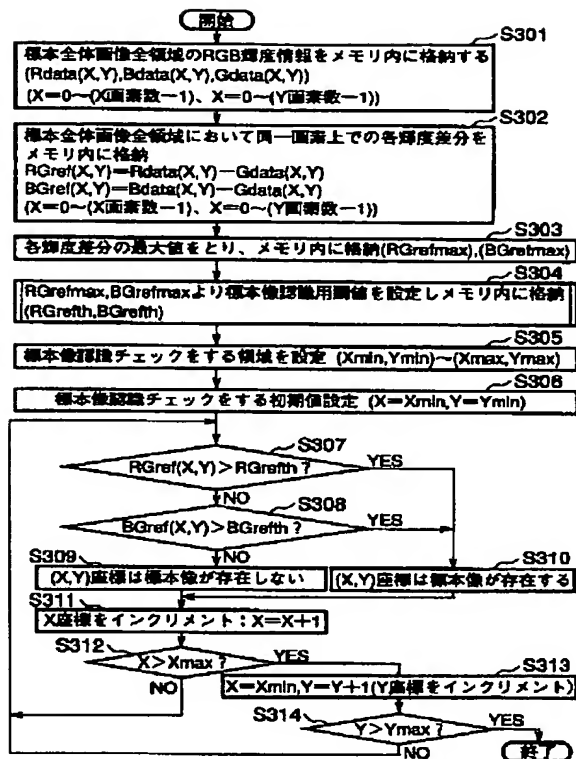 開始
S301
標本全体画像全領域のRGB輝度情報をメモリ内に格納する
(Rdata(X,Y),Bdata(X,Y),Gdata(X,Y))
(X=0~(X画素数-1)、X=0~(Y画素数-1))
S302
標本全体画像全領域において同一画素上での各輝度差分を
メモリ内に格納
RGref(X,Y)=Rdata(X,Y)-Gdata(X,Y)
BGref(X,Y)=Bdata(X,Y)-Gdata(X,Y)
(X=0~(X画素数-1)、X=0~(Y画素数-1))
S303
各輝度差分の最大値をとり、メモリ内に格納(RGrefmax),(BGrefmax)
S304
RGrefmax,BGrefmaxより標本像認識用閾値を設定しメモリ内に格納
(RGrefth,BGrefth)
S305
標本像認識チェックをする領域を設定 (Xmin,Ymin)~(Xmax,Ymax)
S306
標本像認識チェックをする初期値設定 (X=Xmin,Y=Ymin)
S307
RGref(X,Y)>RGrefth?
YES
NO
S308
BGref(X,Y)>BGrefth?
YES
NO
S309
(X,Y)座標は標本像が存在しない
S310
(X,Y)座標は標本像が存在する
S311
X座標をインクリメント:X=X+1
S312
X>Xmax?
YES
NO
S313
X=Xmin,Y=Y+1(Y座標をインクリメント)
S314
Y>Ymax?
YES
NO
終了